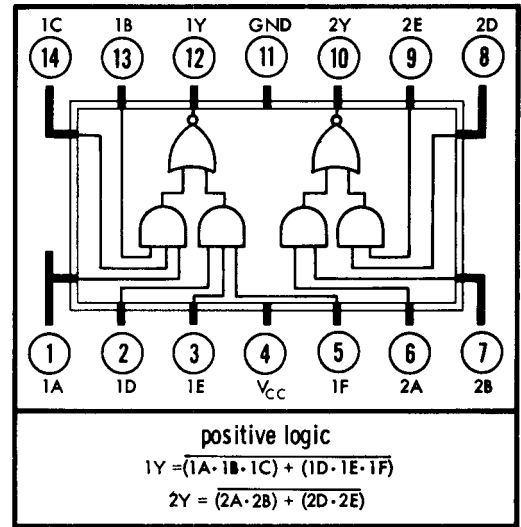 1C 1B 1Y GND 2Y 2E 2D
14 13 12 11 10 9 8
1 2 3 4 5 6 7
1A 1D 1E VCC 1F 2A 2B
positive logic
1Y =(1A·1B·1C) + (1D·1E·1F)
2Y = (2A·2B) + (2D·2E)